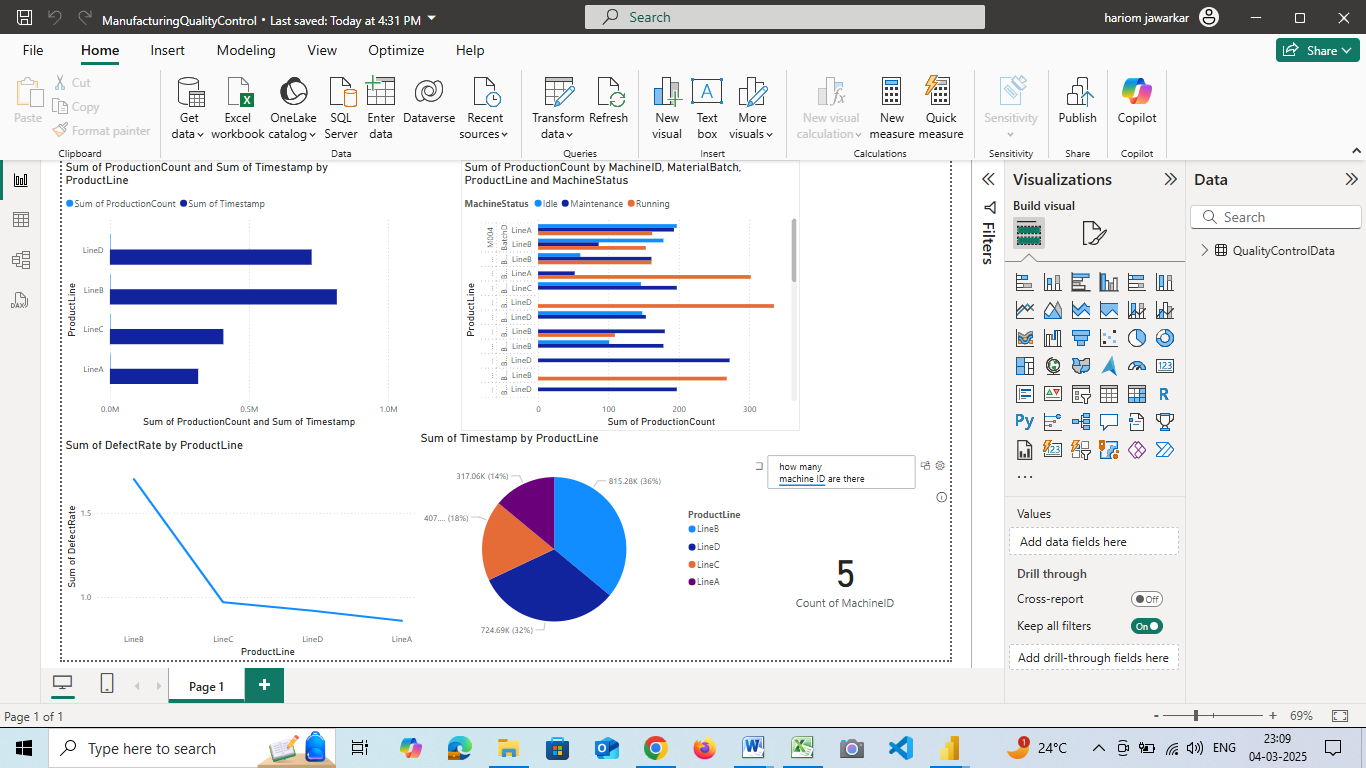 ManufacturingQualityControl • Last saved: Today at 4:31 PM
Search
hariom jawarkar
File
Home
Insert
Modeling
View
Optimize
Help
Share
Paste
Cut
Copy
Format painter
Clipboard
Get data
Excel workbook
OneLake catalog
SQL Server
Enter data
Dataverse
Recent sources
Data
Transform data
Refresh
Queries
New visual
Text box
More visuals
Insert
New visual calculation
New measure
Quick measure
Calculations
Sensitivity
Sensitivity
Publish
Share
Copilot
Copilot
Sum of ProductionCount and Sum of Timestamp by
ProductLine
Sum of ProductionCount
Sum of Timestamp
ProductLine
LineD
LineB
LineC
LineA
0.0M
0.5M
1.0M
Sum of ProductionCount and Sum of Timestamp
Sum of ProductionCount by MachineID, MaterialBatch,
ProductLine and MachineStatus
MachineStatus
Idle
Maintenance
Running
ProductLine
M004
BatchD
LineA
LineB
... B... LineB
... B... LineA
... B... LineC
... B... LineD
... B... LineD
... B... LineB
... B... LineB
... B... LineD
... B... LineB
... B... LineD
0
100
200
300
Sum of ProductionCount
Sum of DefectRate by ProductLine
Sum of DefectRate
1.5
1.0
LineB
LineC
LineD
LineA
ProductLine
Sum of Timestamp by ProductLine
317.06K (14%)
815.28K (36%)
407.... (18%)
724.69K (32%)
ProductLine
LineB
LineD
LineC
LineA
how many
machine ID are there
5
Count of MachineID
Filters
Visualizations
Build visual
123
R
Py
123
...
Values
Add data fields here
Drill through
Cross-report
Off
Keep all filters
On
Add drill-through fields here
Data
Search
QualityControlData
DAX
Page 1
+
Page 1 of 1
- + 69%
Type here to search
1
24°C
ENG
23:09
04-03-2025